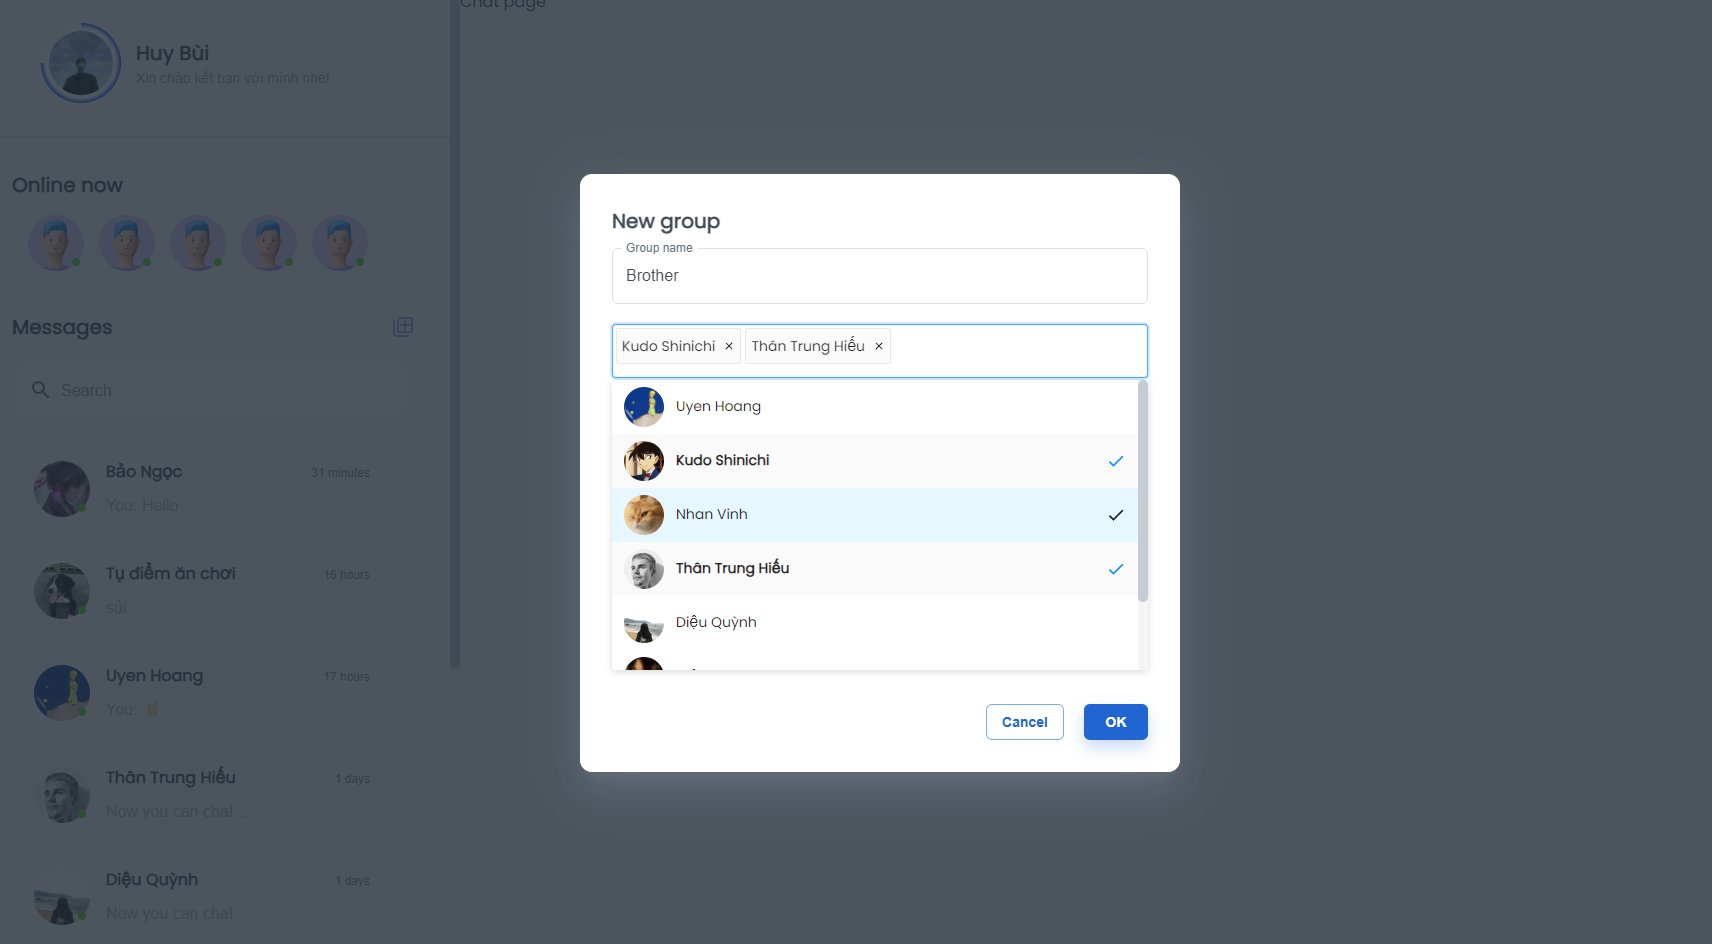 Chat page
Huy Bùi
Xin chào kết bạn với mình nhé!
Online now
Messages
Search
Bảo Ngọc
31 minutes
You: Hello
Tụ điểm ăn chơi
16 hours
sủi
Uyen Hoang
17 hours
You: 🤘
Thân Trung Hiếu
1 days
Now you can chat ...
Diệu Quỳnh
1 days
Now you can chat ...
New group
Group name
Brother
Kudo Shinichi ×
Thân Trung Hiếu ×
Uyen Hoang
Kudo Shinichi
Nhan Vinh
Thân Trung Hiếu
Diệu Quỳnh
Cancel
OK